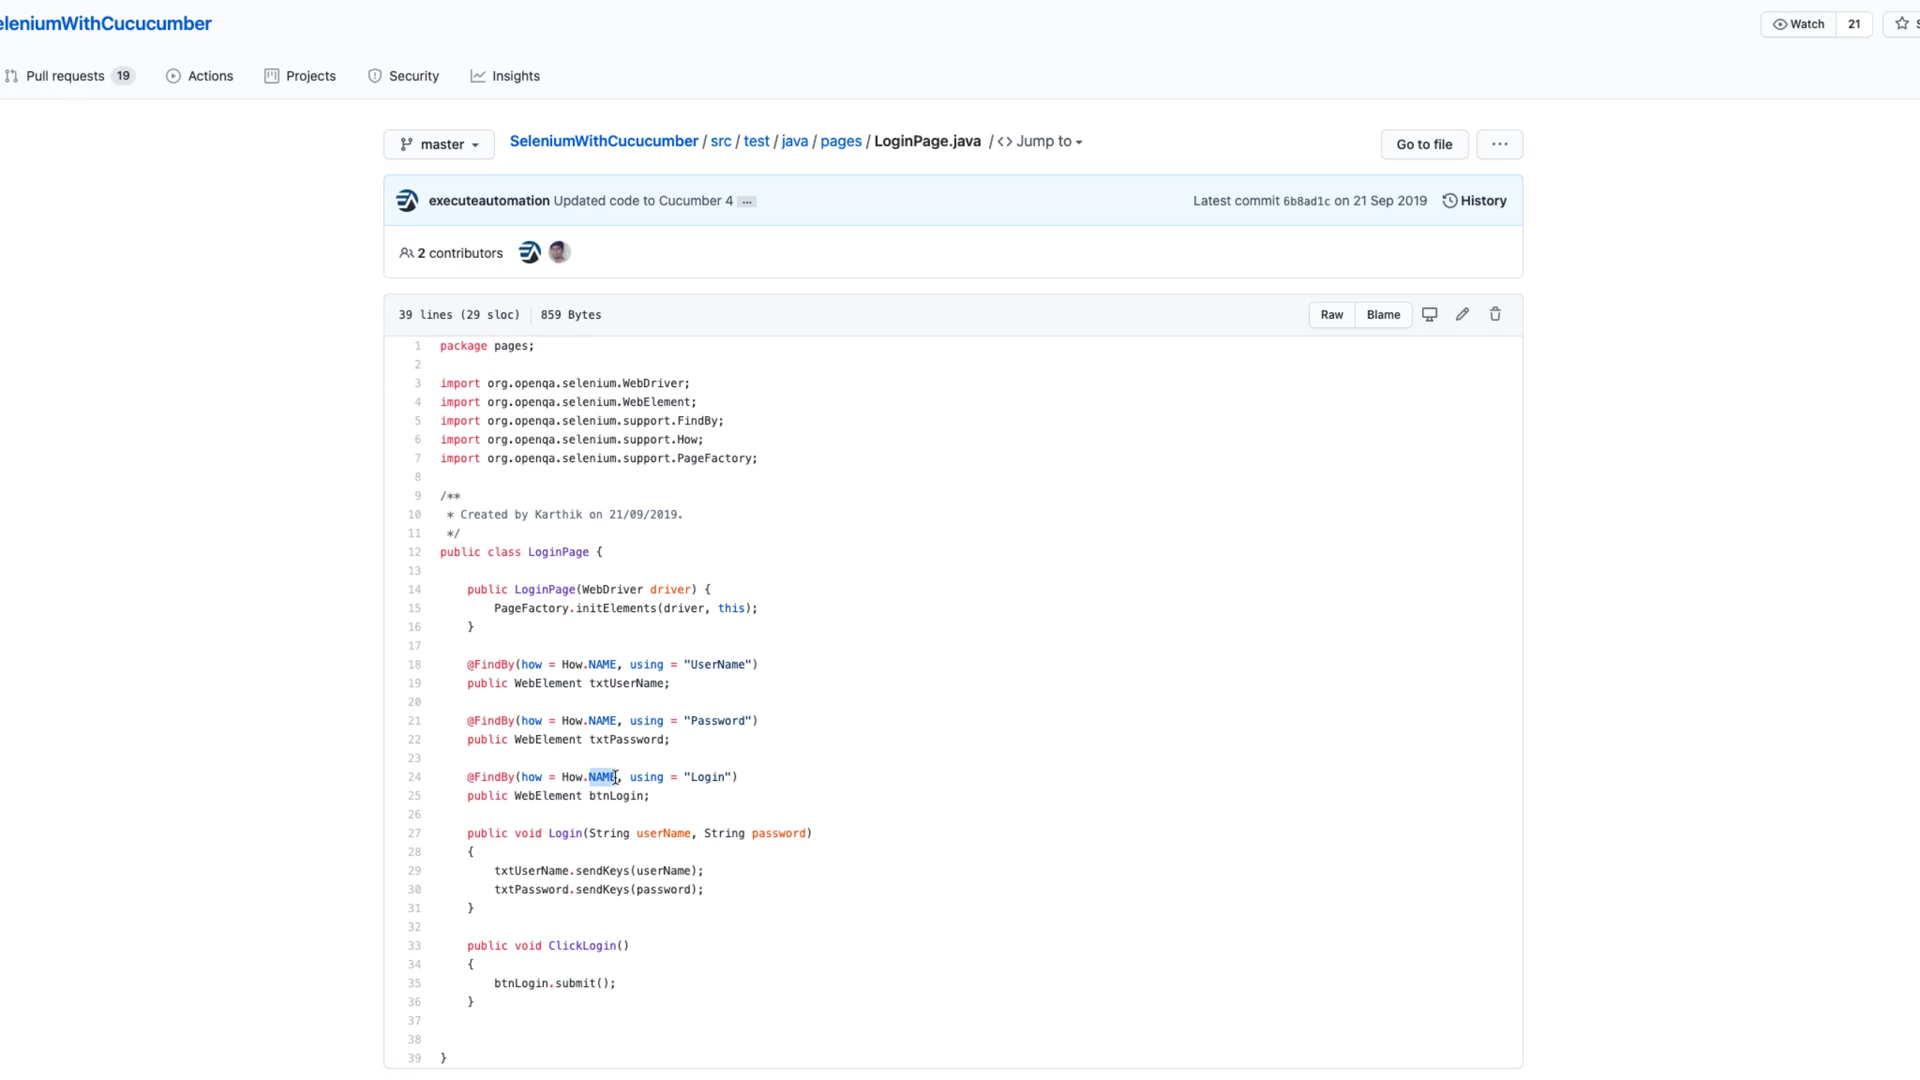 eleniumWithCucucumber
Watch 21
Pull requests 19 Actions Projects Security Insights
master SeleniumWithCucucumber / src / test / java / pages / LoginPage.java / <> Jump to Go to file ...
executeautomation Updated code to Cucumber 4 ... Latest commit 6b8ad1c on 21 Sep 2019 History
2 contributors
39 lines (29 sloc) 859 Bytes Raw Blame
1 package pages;
2
3 import org.openqa.selenium.WebDriver;
4 import org.openqa.selenium.WebElement;
5 import org.openqa.selenium.support.FindBy;
6 import org.openqa.selenium.support.How;
7 import org.openqa.selenium.support.PageFactory;
8
9 /**
10 * Created by Karthik on 21/09/2019.
11 */
12 public class LoginPage {
13
14 public LoginPage(WebDriver driver) {
15 PageFactory.initElements(driver, this);
16 }
17
18 @FindBy(how = How.NAME, using = "UserName")
19 public WebElement txtUserName;
20
21 @FindBy(how = How.NAME, using = "Password")
22 public WebElement txtPassword;
23
24 @FindBy(how = How.NAME, using = "Login")
25 public WebElement btnLogin;
26
27 public void Login(String userName, String password)
28 {
29 txtUserName.sendKeys(userName);
30 txtPassword.sendKeys(password);
31 }
32
33 public void ClickLogin()
34 {
35 btnLogin.submit();
36 }
37
38
39 }